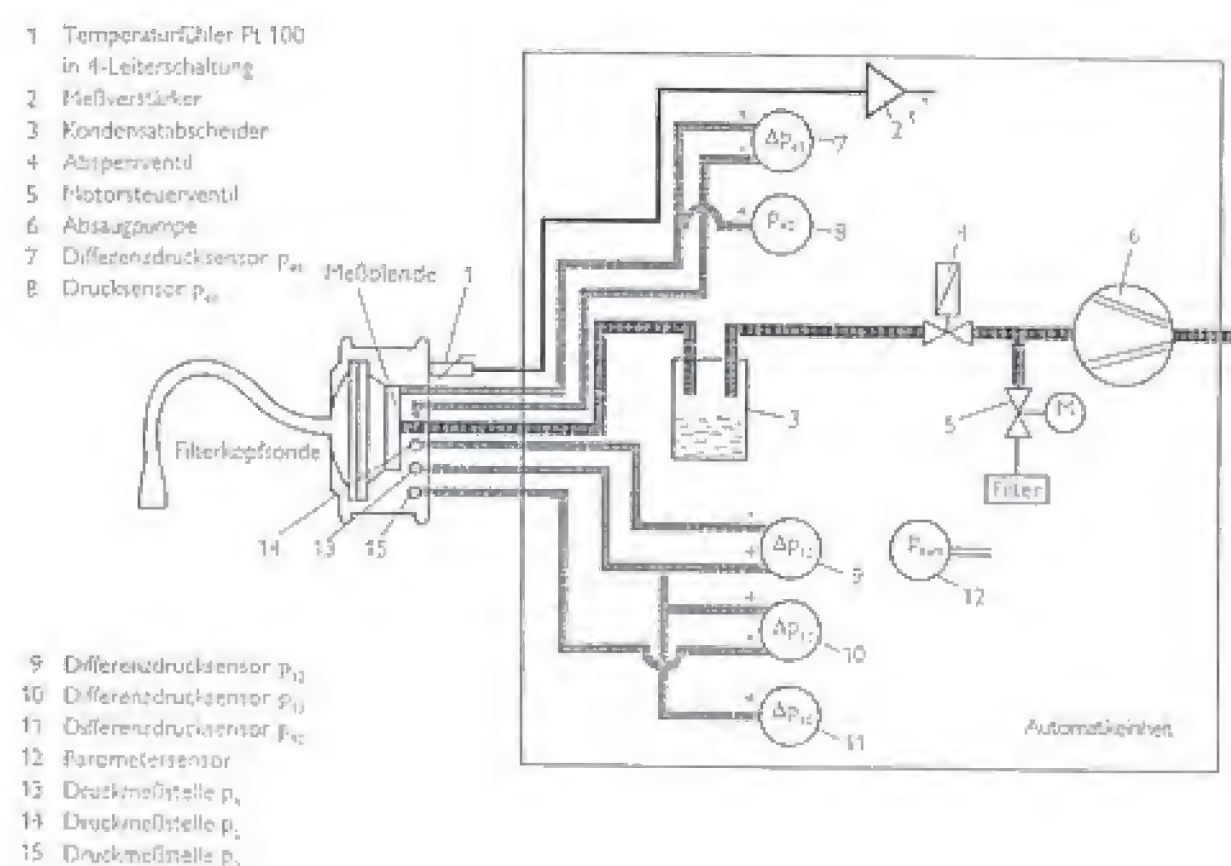 1 Temperaturfühler Pt 100
in 4-Leiterschaltung
2 Meßverstärker
3 Kondensatabscheider
4 Absperrventil
5 Motorsteuerventil
6 Absaugpumpe
7 Differenzdrucksensor
8 Drucksensor
Meßblende
1
2
7
8
4
6
3
5
M
Filter
Filterkopfsonde
14
13
15
9
12
10
11
Automatikeinheit
9 Differenzdrucksensor
10 Differenzdrucksensor
11 Differenzdrucksensor
12 Barometersensor
13 Druckmeßstelle
14 Druckmeßstelle
15 Druckmeßstelle